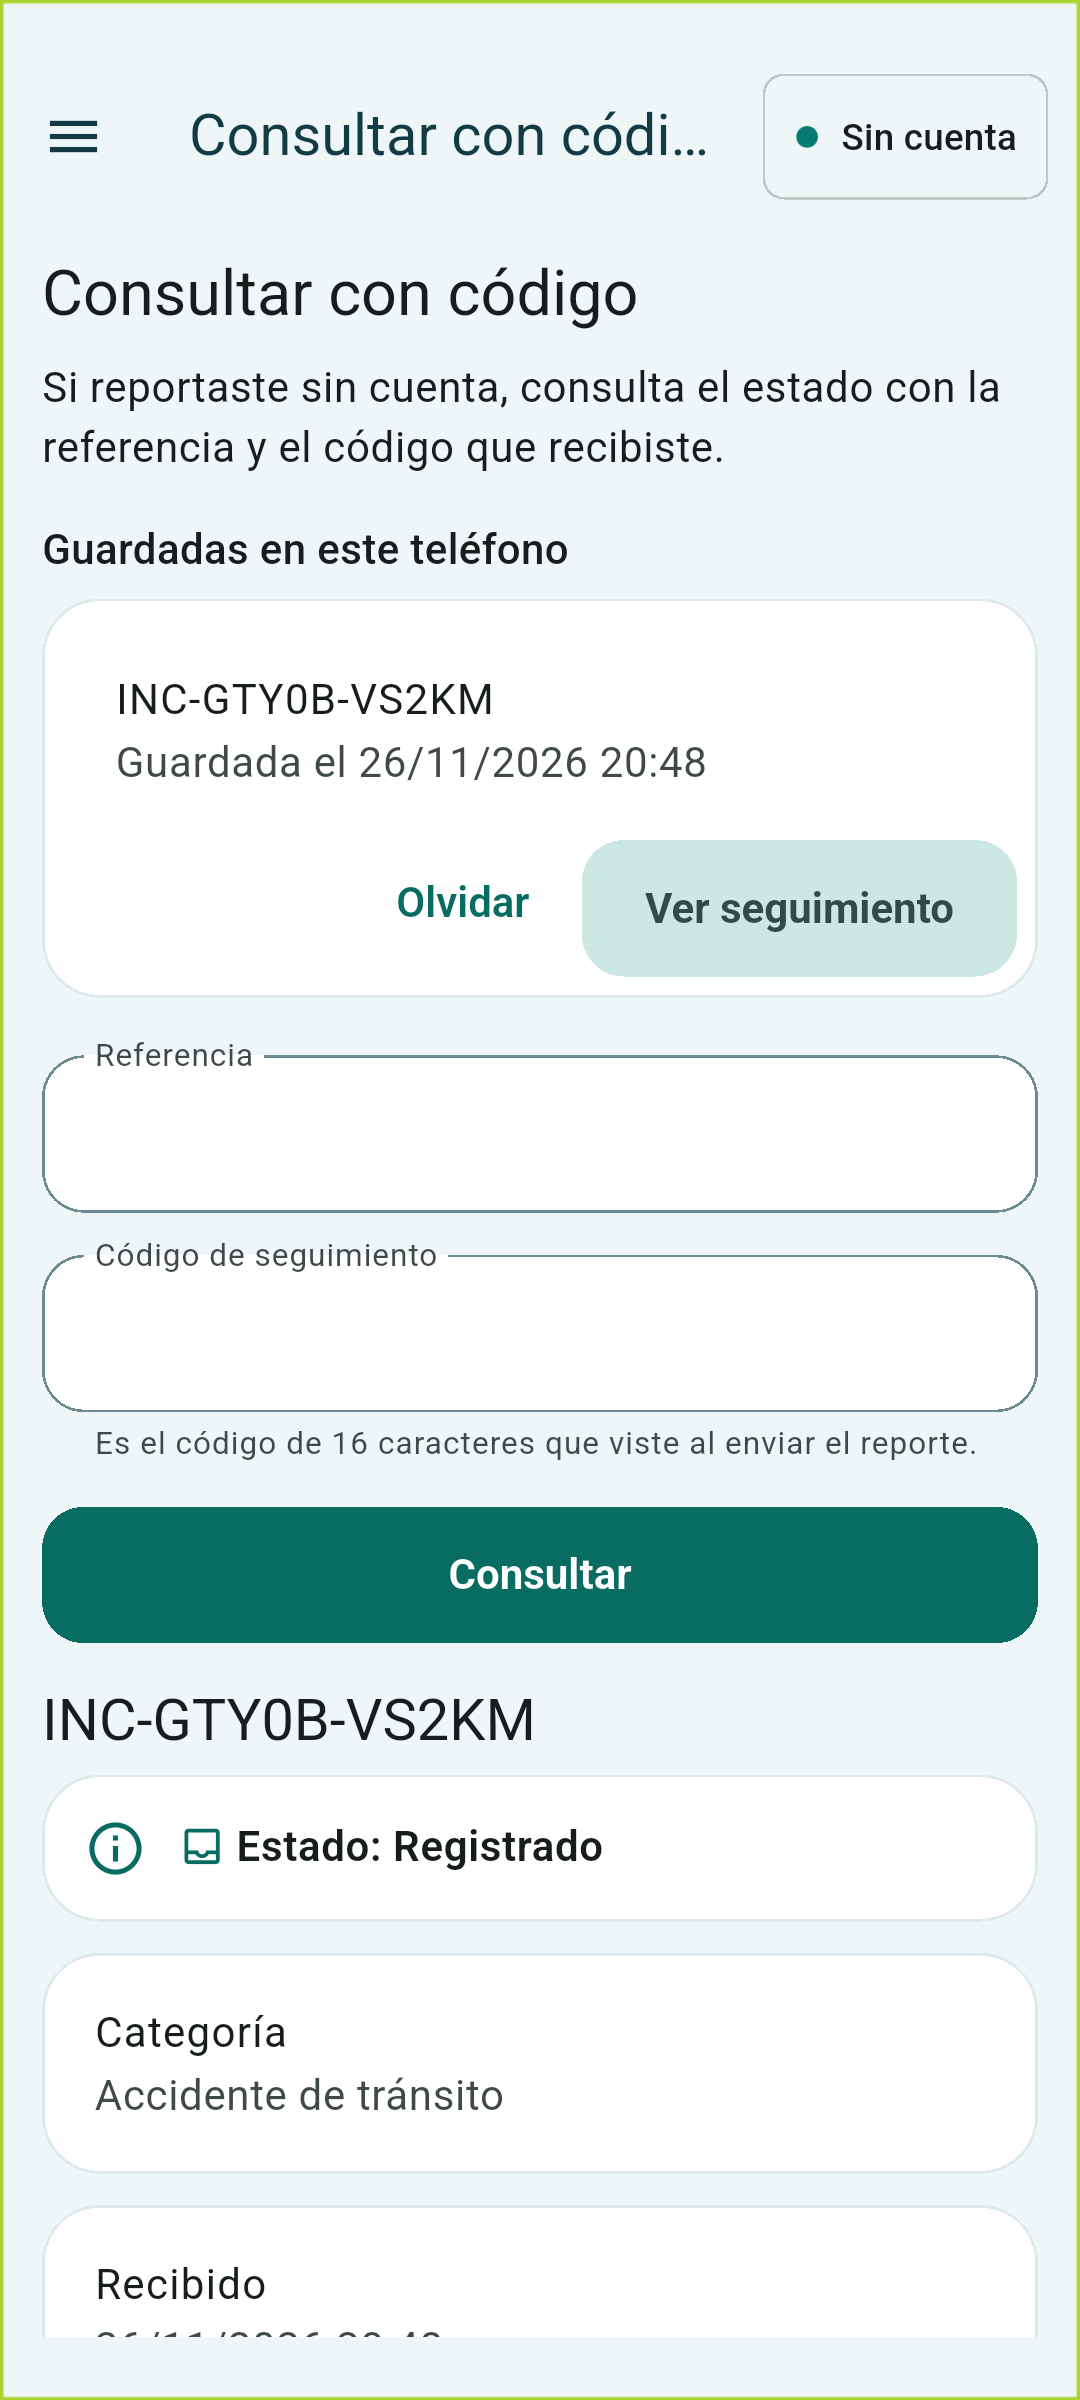 Consultar con códi...
Sin cuenta
Consultar con código
Si reportaste sin cuenta, consulta el estado con la
referencia y el código que recibiste.
Guardadas en este teléfono
INC-GTY0B-VS2KM
Guardada el 26/11/2026 20:48
Olvidar
Ver seguimiento
Referencia
Código de seguimiento
Es el código de 16 caracteres que viste al enviar el reporte.
Consultar
INC-GTY0B-VS2KM
Estado: Registrado
Categoría
Accidente de tránsito
Recibido